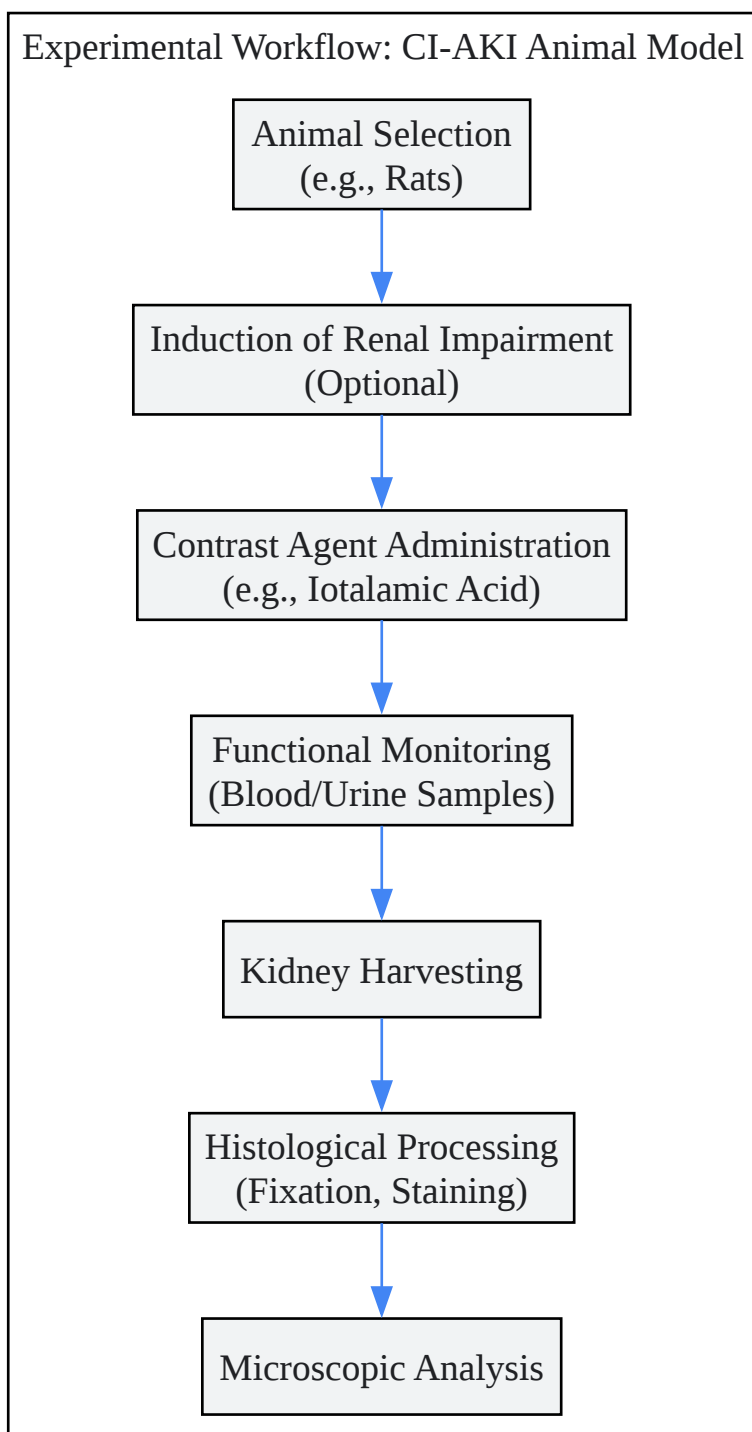 Experimental Workflow: CI-AKI Animal Model
Animal Selection
(e.g., Rats)
Induction of Renal Impairment
(Optional)
Contrast Agent Administration
(e.g., Iotalamic Acid)
Functional Monitoring
(Blood/Urine Samples)
Kidney Harvesting
Histological Processing
(Fixation, Staining)
Microscopic Analysis